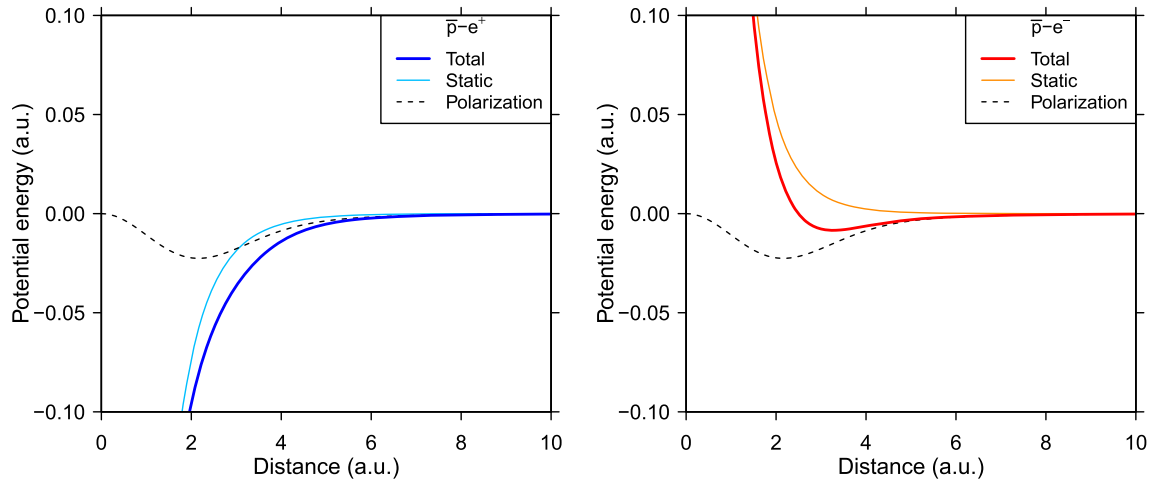 p̅−e⁺
Total
Static
Polarization
0.10
0.05
0.00
−0.05
−0.10
Potential energy (a.u.)
0 2 4 6 8 10
Distance (a.u.)
p̅−e⁻
Total
Static
Polarization
0.10
0.05
0.00
−0.05
−0.10
Potential energy (a.u.)
0 2 4 6 8 10
Distance (a.u.)